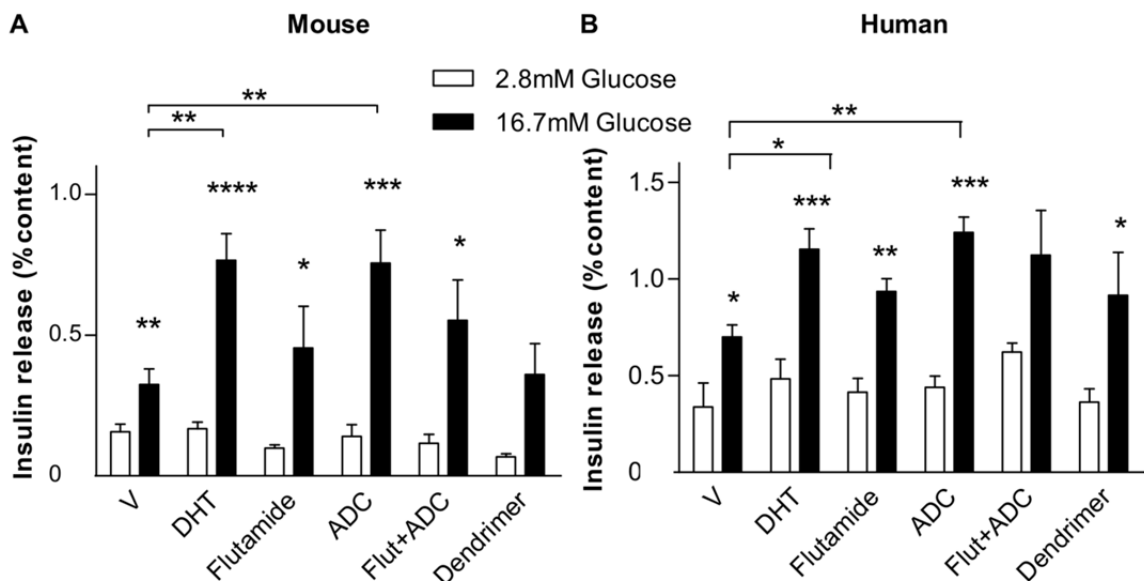 A Mouse
B Human
2.8mM Glucose
16.7mM Glucose
**
**
Insulin release (% content)
1.0
0.5
0
**
****
*
***
*
V
DHT
Flutamide
ADC
Flut+ADC
Dendrimer
**
*
Insulin release (% content)
1.5
1.0
0.5
0
*
***
**
***
*
V
DHT
Flutamide
ADC
Flut+ADC
Dendrimer